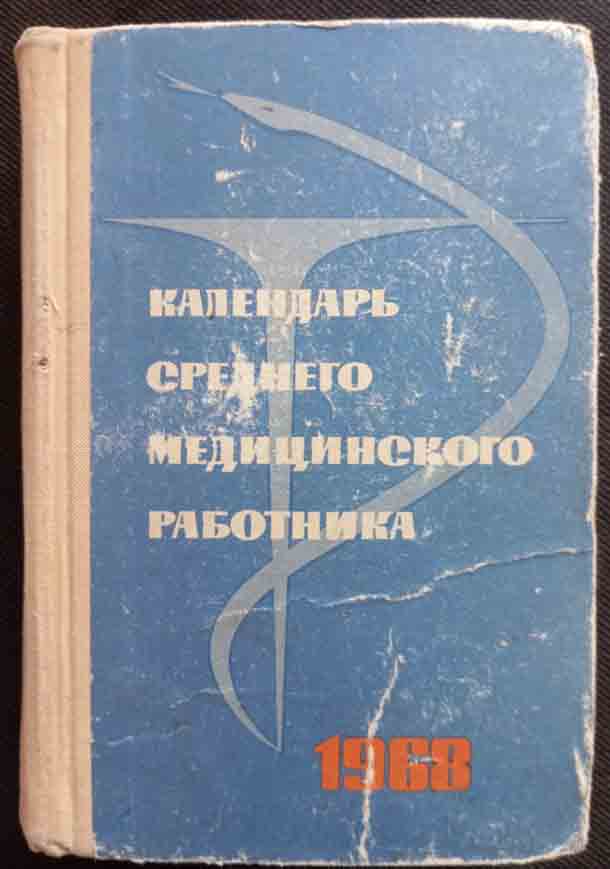 КАЛЕНДАРЬ
СРЕДНЕГО
МЕДИЦИНСКОГО
РАБОТНИКА
1968